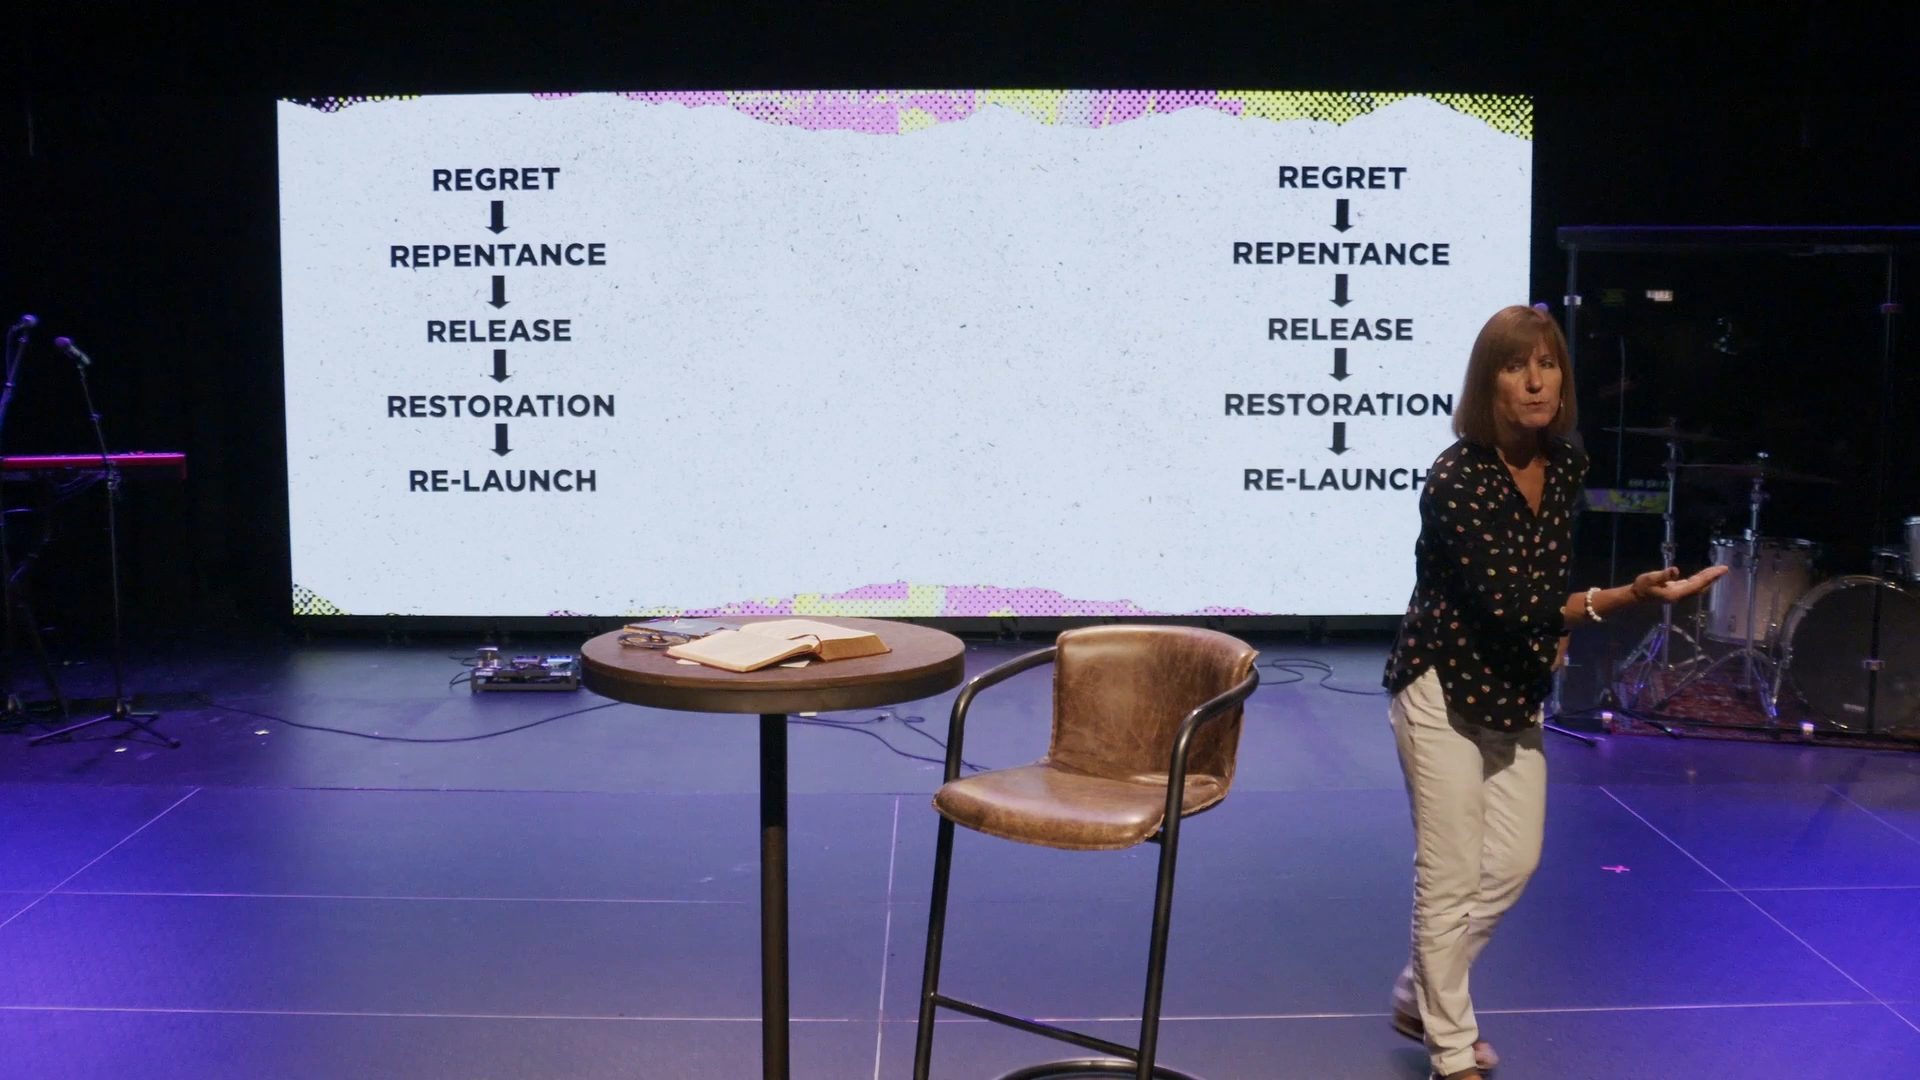 REGRET
REPENTANCE
RELEASE
RESTORATION
RE-LAUNCH
REGRET
REPENTANCE
RELEASE
RESTORATION
RE-LAUNCH